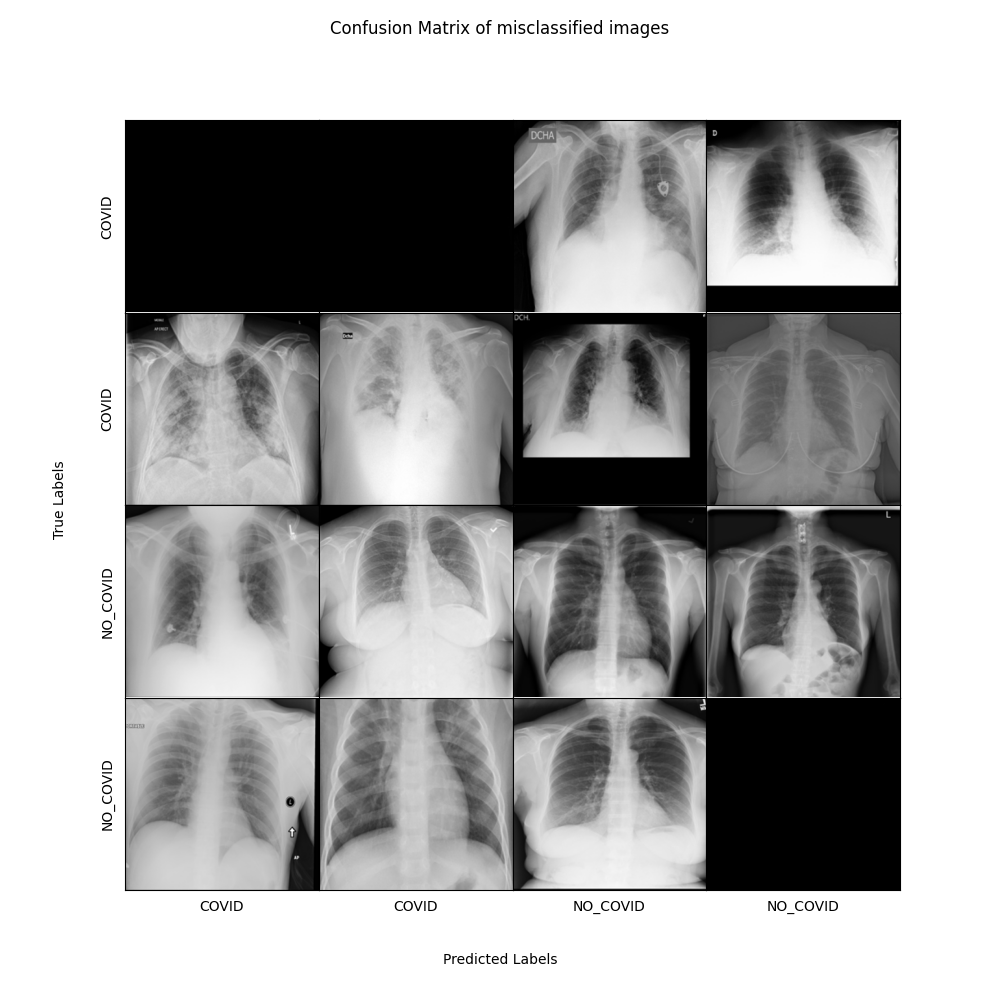 Confusion Matrix of misclassified images
DCHA
D
COVID
DCH.
COVID
L
True Labels
NO_COVID
NO_COVID
COVID
COVID
NO_COVID
NO_COVID
Predicted Labels